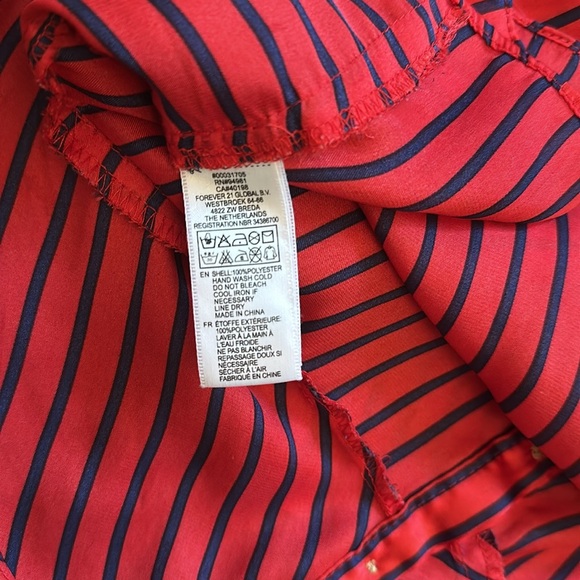 #00031705
RN#94981
CA#40198
FOREVER 21 GLOBAL B.V.
WESTBROEK 64-66
4822 ZW BREDA
THE NETHERLANDS
REGISTRATION NBR 34386700
EN SHELL:100%POLYESTER
HAND WASH COLD
DO NOT BLEACH
COOL IRON IF
NECESSARY
LINE DRY
MADE IN CHINA
FR ÉTOFFE EXTÉRIEURE:
100%POLYESTER
LAVER À LA MAIN À
L'EAU FROIDE
NE PAS BLANCHIR
REPASSAGE DOUX SI
NÉCESSAIRE
SÉCHER À L'AIR
FABRIQUÉ EN CHINE